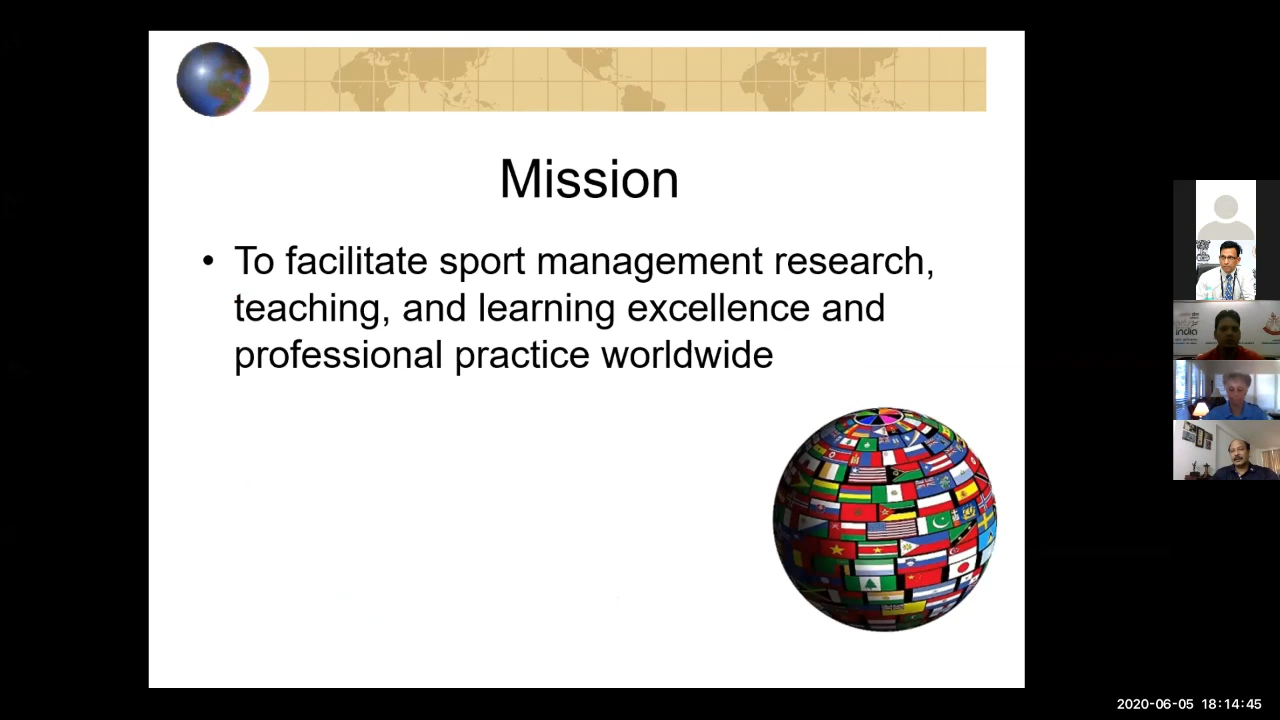 Mission
• To facilitate sport management research,
teaching, and learning excellence and
professional practice worldwide
india
2020-06-05 18:14:45